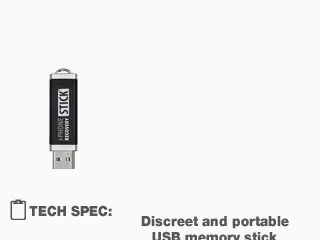 i-PHONE
RECOVERY
STICK
TECH SPEC:
Discreet and portable
USB memory stick